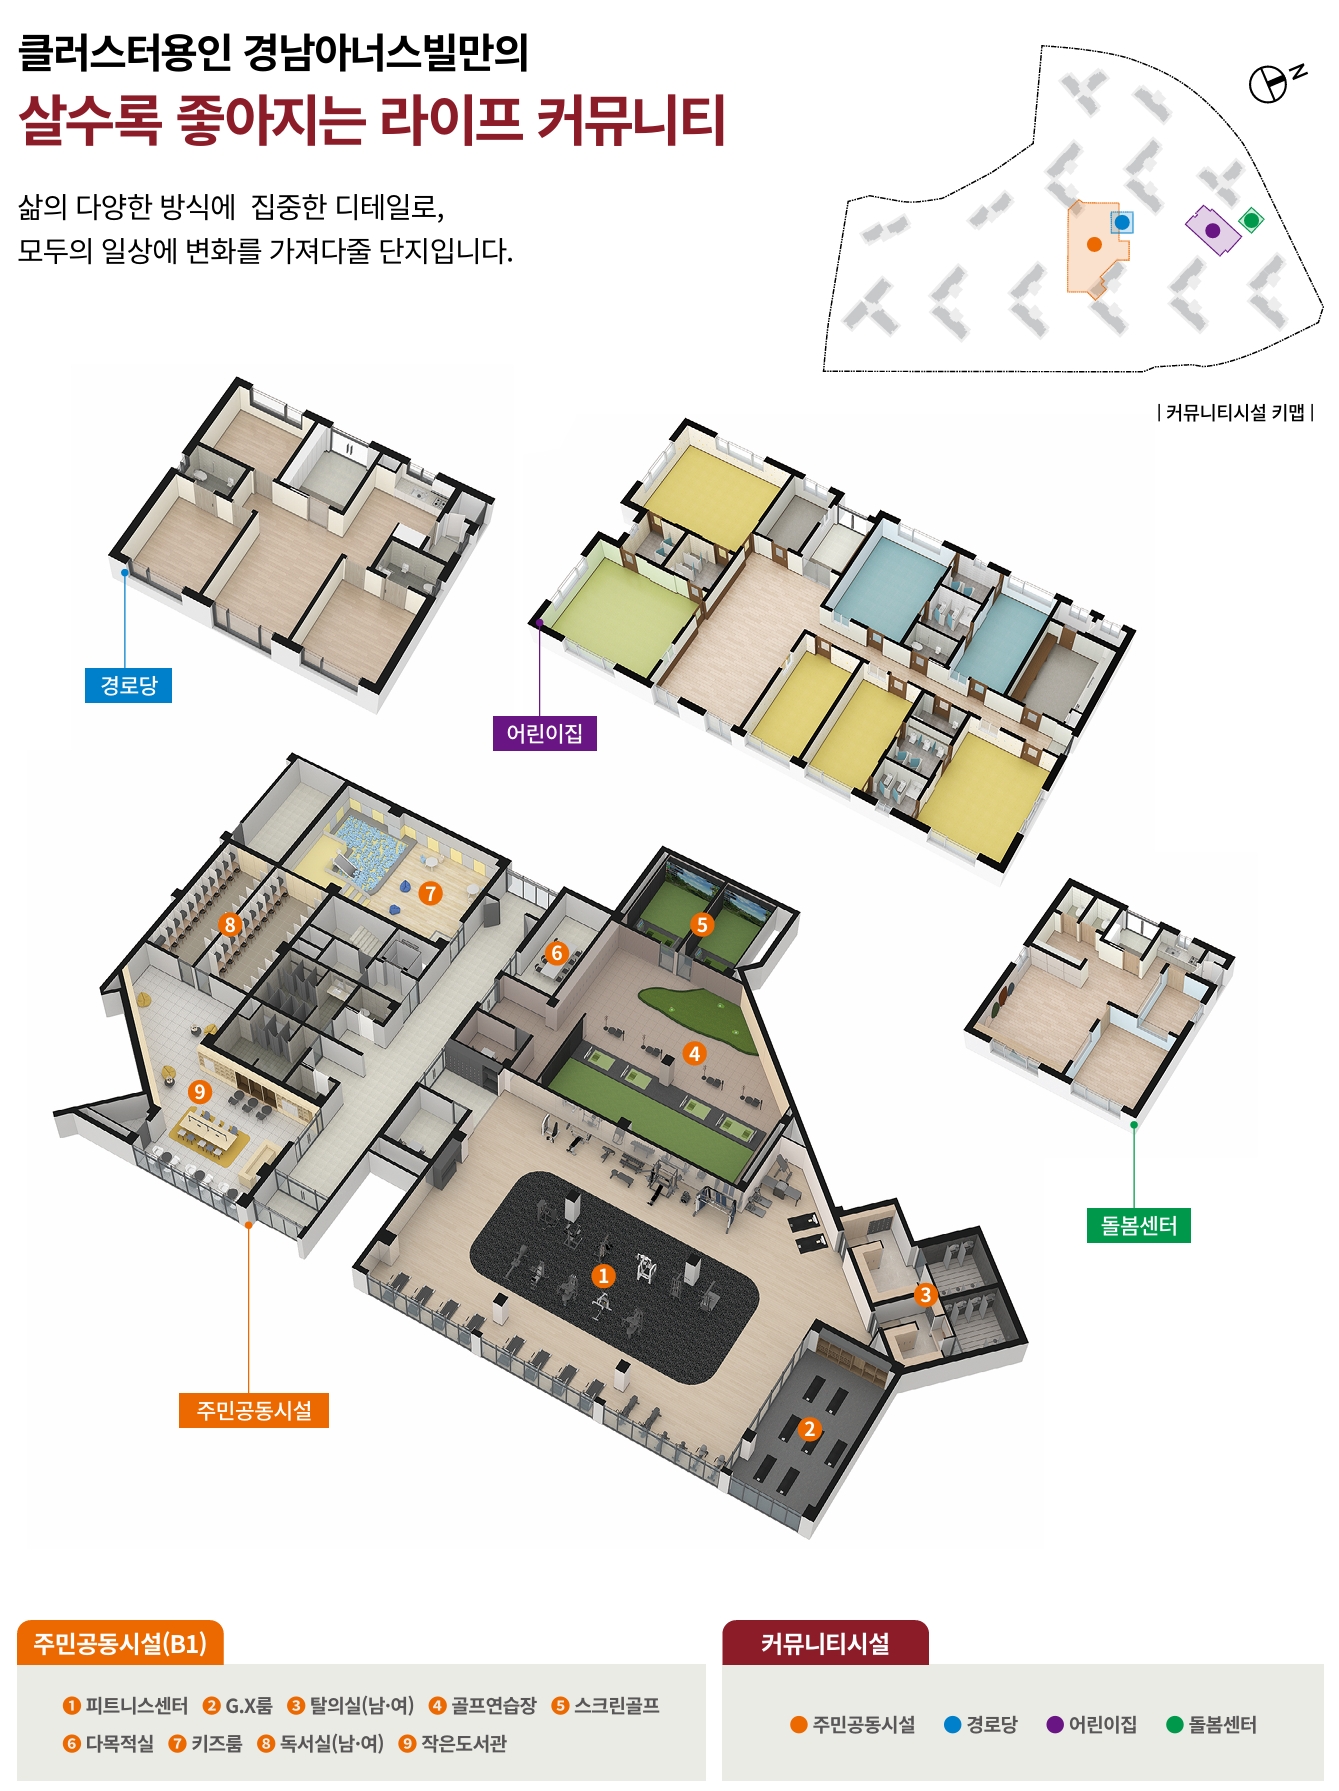 클러스터용인 경남아너스빌만의
살수록 좋아지는 라이프 커뮤니티
삶의 다양한 방식에 집중한 디테일로,
모두의 일상에 변화를 가져다줄 단지입니다.
N
| 커뮤니티시설 키맵 |
경로당
어린이집
7
8
5
6
4
9
돌봄센터
1
3
주민공동시설
2
주민공동시설(B1)
1 피트니스센터 2 G.X룸 3 탈의실(남·여) 4 골프연습장 5 스크린골프
6 다목적실 7 키즈룸 8 독서실(남·여) 9 작은도서관
커뮤니티시설
주민공동시설 경로당 어린이집 돌봄센터